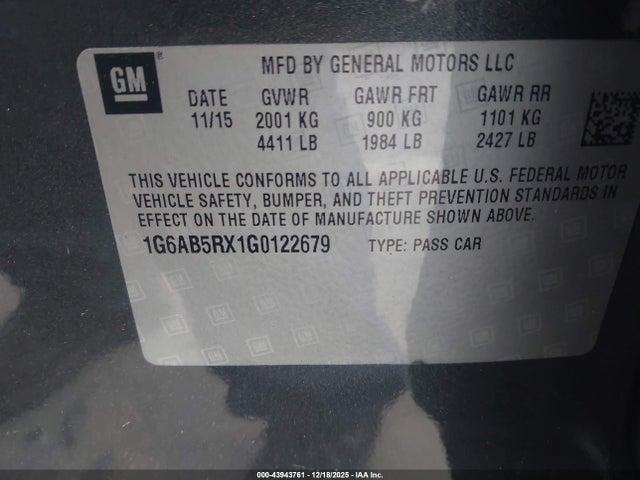 GM
®
MFD BY GENERAL MOTORS LLC
DATE GVWR GAWR FRT GAWR RR
11/15 2001 KG 900 KG 1101 KG
4411 LB 1984 LB 2427 LB
THIS VEHICLE CONFORMS TO ALL APPLICABLE U.S. FEDERAL MOTOR
VEHICLE SAFETY, BUMPER, AND THEFT PREVENTION STANDARDS IN
EFFECT ON THE DATE OF MANUFACTURE SHOWN ABOVE.
1G6AB5RX1G0122679 TYPE: PASS CAR
000-43943761 - 12/18/2025 - IAA Inc.